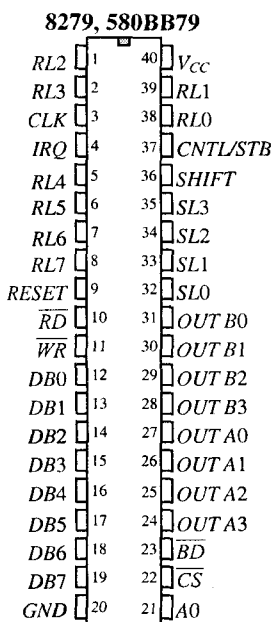 8279, 580BB79
RL2 1 40 VCC
RL3 2 39 RL1
CLK 3 38 RL0
IRQ 4 37 CNTL/STB
RL4 5 36 SHIFT
RL5 6 35 SL3
RL6 7 34 SL2
RL7 8 33 SL1
RESET 9 32 SL0
R̅D̅ 10 31 OUT B0
W̅R̅ 11 30 OUT B1
DB0 12 29 OUT B2
DB1 13 28 OUT B3
DB2 14 27 OUT A0
DB3 15 26 OUT A1
DB4 16 25 OUT A2
DB5 17 24 OUT A3
DB6 18 23 B̅D̅
DB7 19 22 C̅S̅
GND 20 21 A0